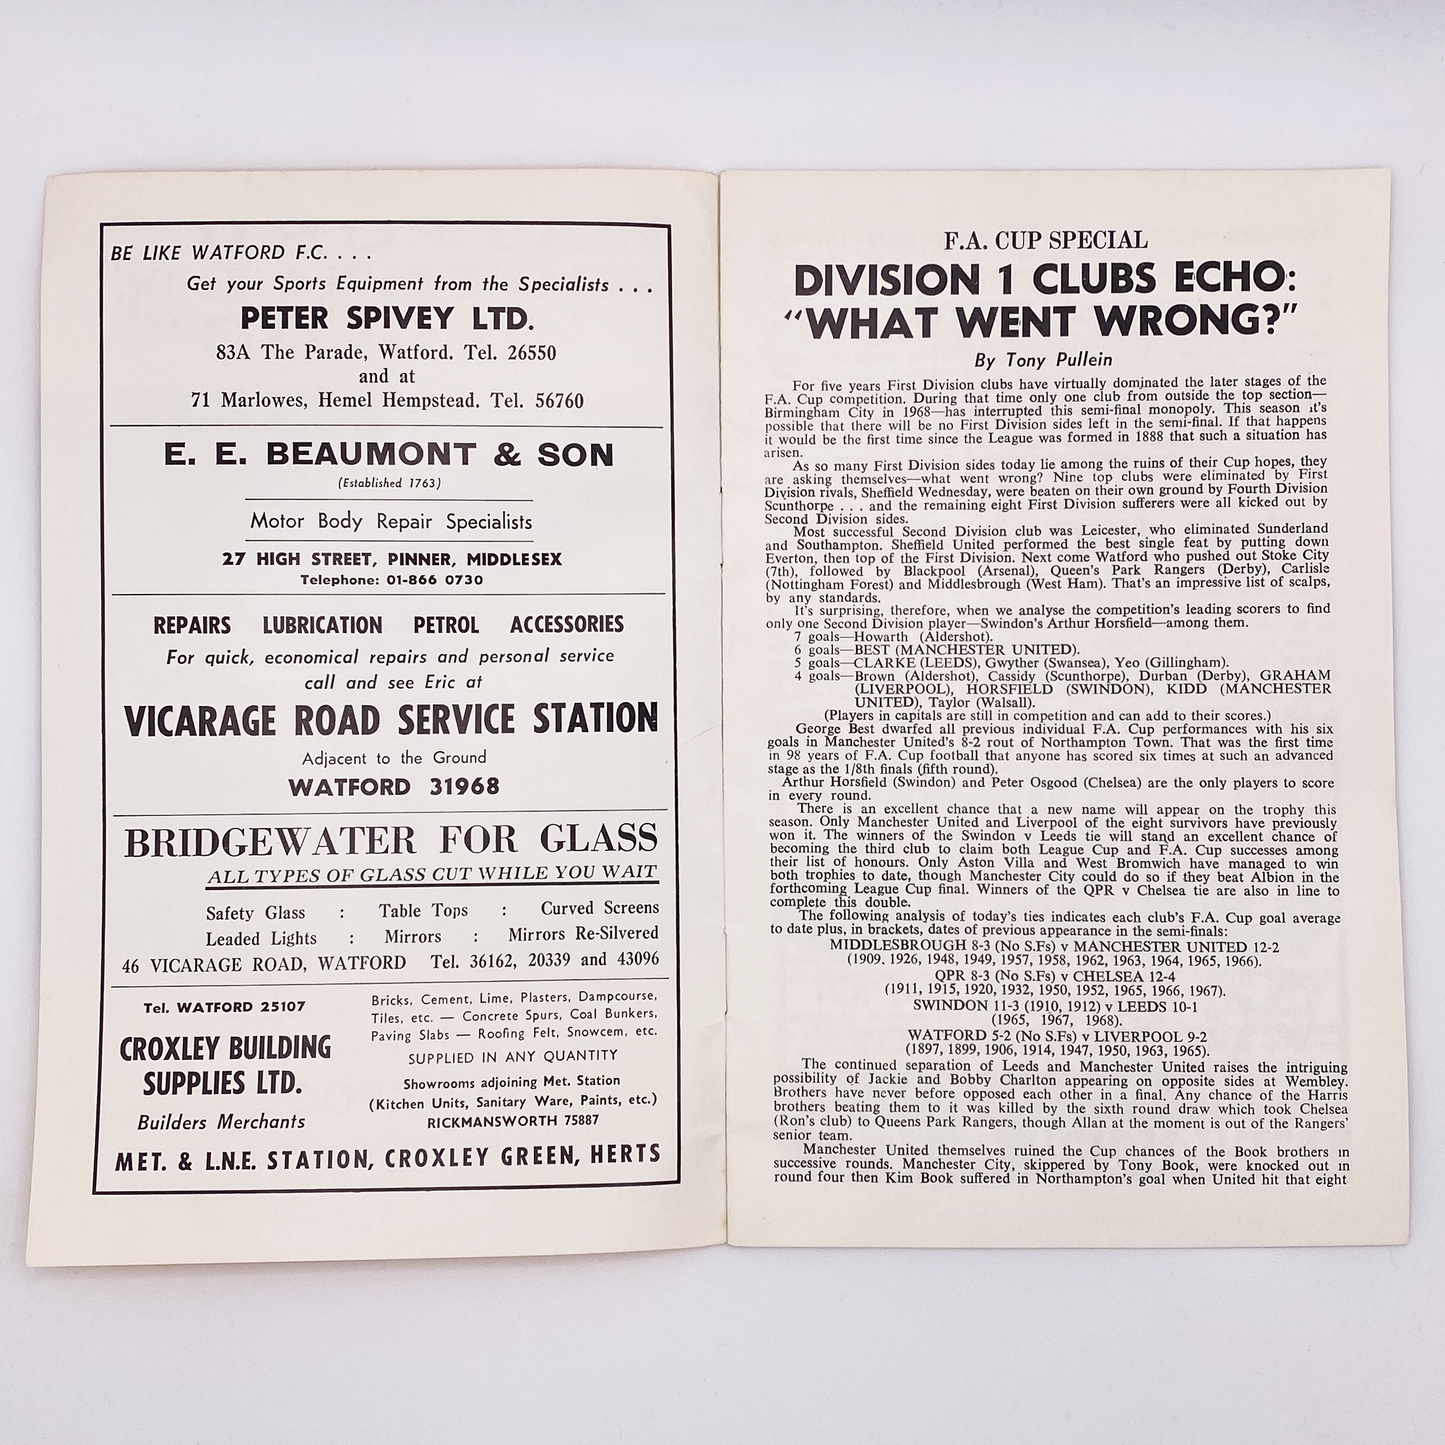 BE LIKE WATFORD F.C. . . .
Get your Sports Equipment from the Specialists . . .
PETER SPIVEY LTD.
83A The Parade, Watford. Tel. 26550
and at
71 Marlowes, Hemel Hempstead. Tel. 56760
E. E. BEAUMONT & SON
(Established 1763)
Motor Body Repair Specialists
27 HIGH STREET, PINNER, MIDDLESEX
Telephone: 01-866 0730
REPAIRS LUBRICATION PETROL ACCESSORIES
For quick, economical repairs and personal service
call and see Eric at
VICARAGE ROAD SERVICE STATION
Adjacent to the Ground
WATFORD 31968
BRIDGEWATER FOR GLASS
ALL TYPES OF GLASS CUT WHILE YOU WAIT
Safety Glass : Table Tops : Curved Screens
Leaded Lights : Mirrors : Mirrors Re-Silvered
46 VICARAGE ROAD, WATFORD Tel. 36162, 20339 and 43096
Tel. WATFORD 25107
CROXLEY BUILDING
SUPPLIES LTD.
Builders Merchants
Bricks, Cement, Lime, Plasters, Dampcourse,
Tiles, etc. — Concrete Spurs, Coal Bunkers,
Paving Slabs — Roofing Felt, Snowcem, etc.
SUPPLIED IN ANY QUANTITY
Showrooms adjoining Met. Station
(Kitchen Units, Sanitary Ware, Paints, etc.)
RICKMANSWORTH 75887
MET. & L.N.E. STATION, CROXLEY GREEN, HERTS
F.A. CUP SPECIAL
DIVISION 1 CLUBS ECHO:
"WHAT WENT WRONG?"
By Tony Pullein
For five years First Division clubs have virtually dominated the later stages of the
F.A. Cup competition. During that time only one club from outside the top section—
Birmingham City in 1968—has interrupted this semi-final monopoly. This season it's
possible that there will be no First Division sides left in the semi-final. If that happens
it would be the first time since the League was formed in 1888 that such a situation has
arisen.
As so many First Division sides today lie among the ruins of their Cup hopes, they
are asking themselves—what went wrong? Nine top clubs were eliminated by First
Division rivals, Sheffield Wednesday, were beaten on their own ground by Fourth Division
Scunthorpe . . . and the remaining eight First Division sufferers were all kicked out by
Second Division sides.
Most successful Second Division club was Leicester, who eliminated Sunderland
and Southampton. Sheffield United performed the best single feat by putting down
Everton, then top of the First Division. Next come Watford who pushed out Stoke City
(7th), followed by Blackpool (Arsenal), Queen's Park Rangers (Derby), Carlisle
(Nottingham Forest) and Middlesbrough (West Ham). That's an impressive list of scalps,
by any standards.
It's surprising, therefore, when we analyse the competition's leading scorers to find
only one Second Division player—Swindon's Arthur Horsfield—among them.
7 goals—Howarth (Aldershot).
6 goals—BEST (MANCHESTER UNITED).
5 goals—CLARKE (LEEDS), Gwyther (Swansea), Yeo (Gillingham).
4 goals—Brown (Aldershot), Cassidy (Scunthorpe), Durban (Derby), GRAHAM
(LIVERPOOL), HORSFIELD (SWINDON), KIDD (MANCHESTER
UNITED), Taylor (Walsall).
(Players in capitals are still in competition and can add to their scores.)
George Best dwarfed all previous individual F.A. Cup performances with his six
goals in Manchester United's 8-2 rout of Northampton Town. That was the first time
in 98 years of F.A. Cup football that anyone has scored six times at such an advanced
stage as the 1/8th finals (fifth round).
Arthur Horsfield (Swindon) and Peter Osgood (Chelsea) are the only players to score
in every round.
There is an excellent chance that a new name will appear on the trophy this
season. Only Manchester United and Liverpool of the eight survivors have previously
won it. The winners of the Swindon v Leeds tie will stand an excellent chance of
becoming the third club to claim both League Cup and F.A. Cup successes among
their list of honours. Only Aston Villa and West Bromwich have managed to win
both trophies to date, though Manchester City could do so if they beat Albion in the
forthcoming League Cup final. Winners of the QPR v Chelsea tie are also in line to
complete this double.
The following analysis of today's ties indicates each club's F.A. Cup goal average
to date plus, in brackets, dates of previous appearance in the semi-finals:
MIDDLESBROUGH 8-3 (No S.Fs) v MANCHESTER UNITED 12-2
(1909. 1926, 1948, 1949, 1957, 1958, 1962, 1963, 1964, 1965, 1966).
QPR 8-3 (No S.Fs) v CHELSEA 12-4
(1911, 1915, 1920, 1932, 1950, 1952, 1965, 1966, 1967).
SWINDON 11-3 (1910, 1912) v LEEDS 10-1
(1965, 1967, 1968).
WATFORD 5-2 (No S.Fs) v LIVERPOOL 9-2
(1897, 1899, 1906, 1914, 1947, 1950, 1963, 1965).
The continued separation of Leeds and Manchester United raises the intriguing
possibility of Jackie and Bobby Charlton appearing on opposite sides at Wembley.
Brothers have never before opposed each other in a final. Any chance of the Harris
brothers beating them to it was killed by the sixth round draw which took Chelsea
(Ron's club) to Queens Park Rangers, though Allan at the moment is out of the Rangers'
senior team.
Manchester United themselves ruined the Cup chances of the Book brothers in
successive rounds. Manchester City, skippered by Tony Book, were knocked out in
round four then Kim Book suffered in Northampton's goal when United hit that eight